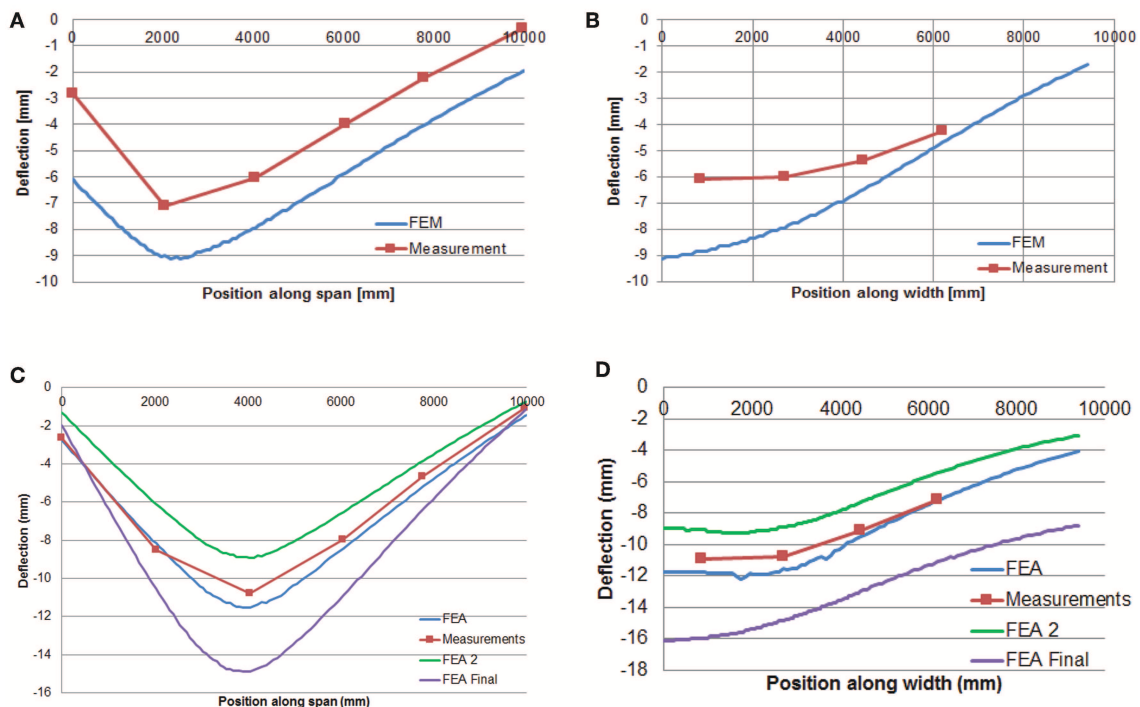 A
0
0 2000 4000 6000 8000 10000
-1
-2
-3
-4
-5
-6
-7
-8
-9
-10
Deflection [mm]
FEM
Measurement
Position along span [mm]
B
0
0 2000 4000 6000 8000 10000
-1
-2
-3
-4
-5
-6
-7
-8
-9
-10
Deflection [mm]
FEM
Measurement
Position along width [mm]
C
0
0 2000 4000 6000 8000 10000
-2
-4
-6
-8
-10
-12
-14
-16
Deflection (mm)
FEA
Measurements
FEA 2
FEA Final
Position along span (mm)
D
0
0 2000 4000 6000 8000 10000
-2
-4
-6
-8
-10
-12
-14
-16
-18
Deflection (mm)
FEA
Measurements
FEA 2
FEA Final
Position along width (mm)